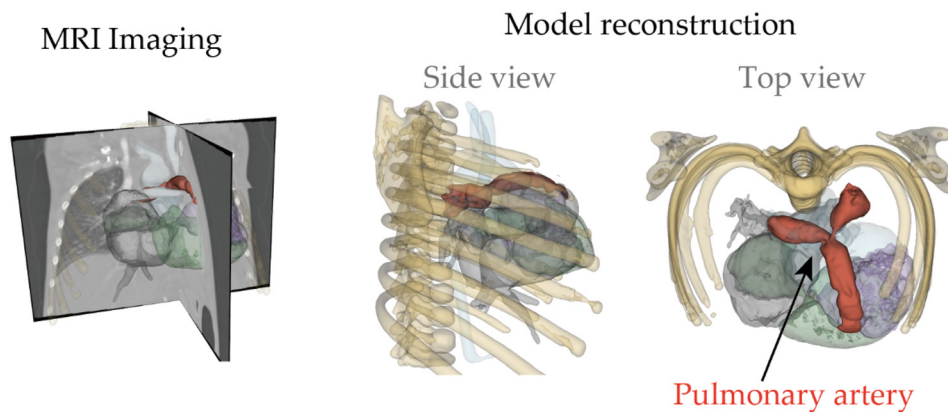 MRI Imaging
Model reconstruction
Side view
Top view
Pulmonary artery